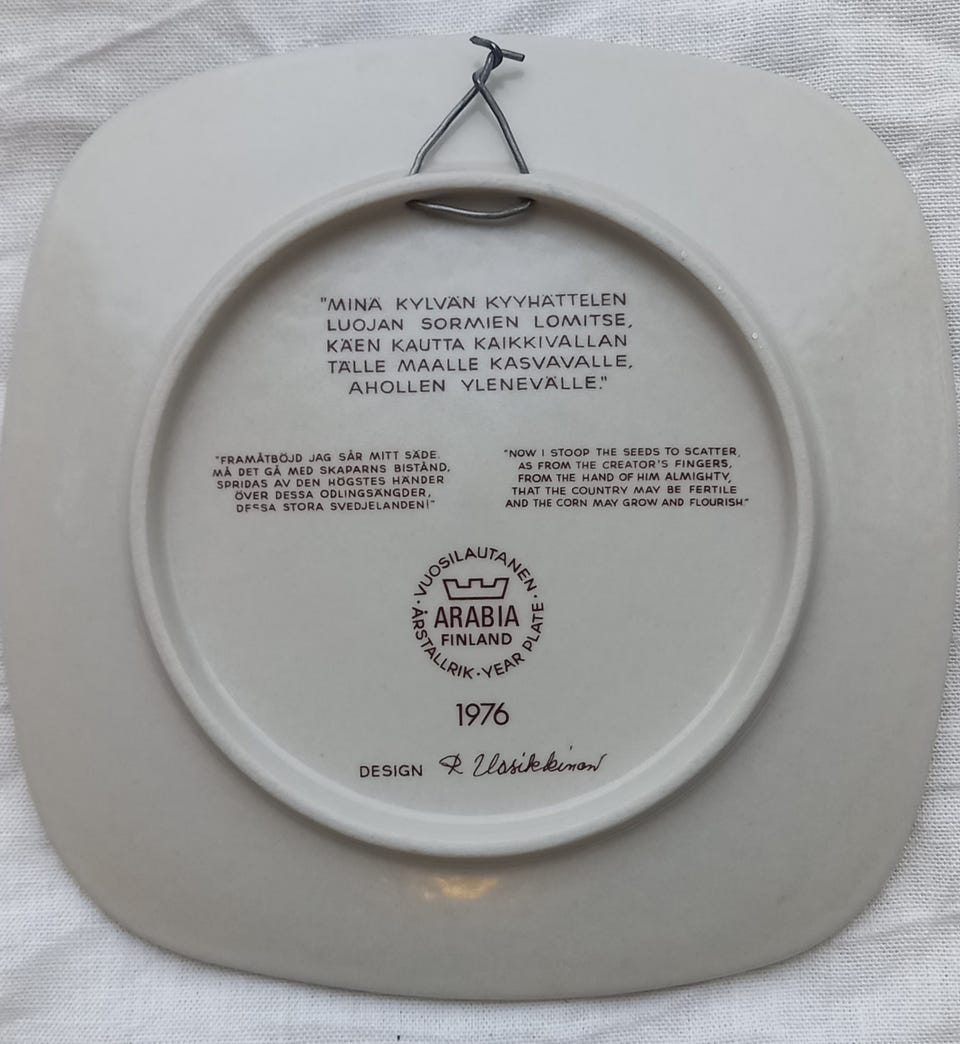 "MINÄ KYLVÄN KYYHÄTTELEN
LUOJAN SORMIEN LOMITSE,
KÄEN KAUTTA KAIKKIVALLAN
TÄLLE MAALLE KASVAVALLE,
AHOLLEN YLENEVÄLLE."
"FRAMÅTBÖJD JAG SÅR MITT SÄDE.
MÅ DET GÅ MED SKAPARNS BISTÅND,
SPRIDAS AV DEN HÖGSTES HÄNDER
ÖVER DESSA ODLINGSÄNGDER,
DESSA STORA SVEDJELANDEN!"
"NOW I STOOP THE SEEDS TO SCATTER,
AS FROM THE CREATOR'S FINGERS,
FROM THE HAND OF HIM ALMIGHTY,
THAT THE COUNTRY MAY BE FERTILE
AND THE CORN MAY GROW AND FLOURISH."
· VUOSILAUTANEN ·
ARABIA
FINLAND
ÅRSTALLRIK · YEAR PLATE
1976
DESIGN R Uosikkinen